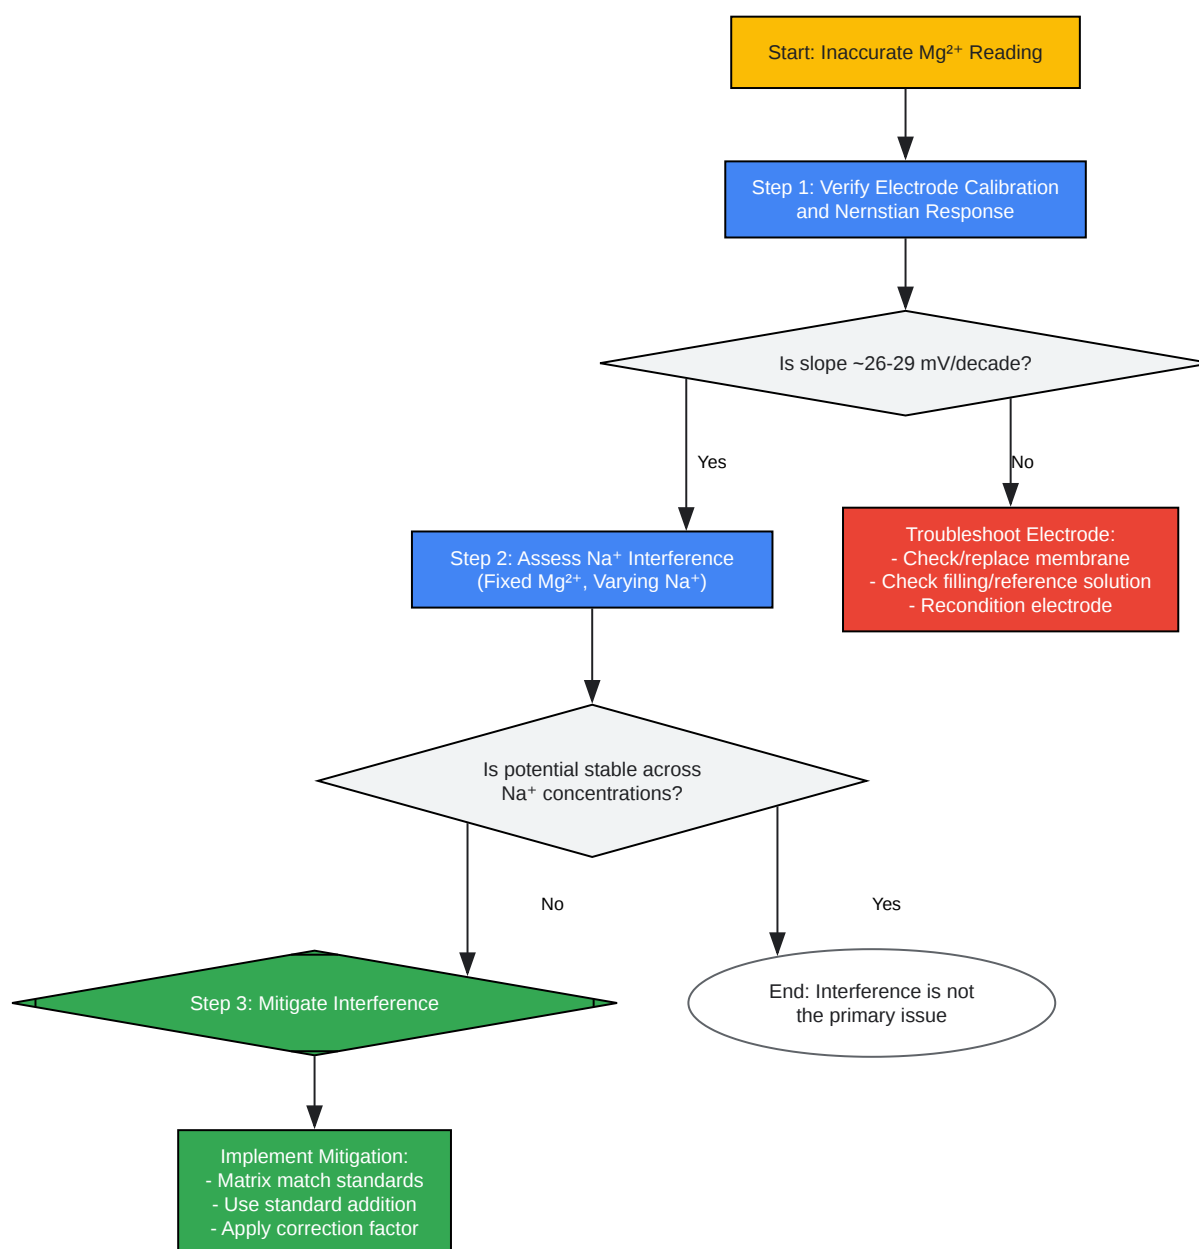 Start: Inaccurate Mg²⁺ Reading
Step 1: Verify Electrode Calibration
and Nernstian Response
Is slope ~26-29 mV/decade?
Yes
No
Step 2: Assess Na⁺ Interference
(Fixed Mg²⁺, Varying Na⁺)
Troubleshoot Electrode:
- Check/replace membrane
- Check filling/reference solution
- Recondition electrode
Is potential stable across
Na⁺ concentrations?
No
Yes
Step 3: Mitigate Interference
End: Interference is not
the primary issue
Implement Mitigation:
- Matrix match standards
- Use standard addition
- Apply correction factor